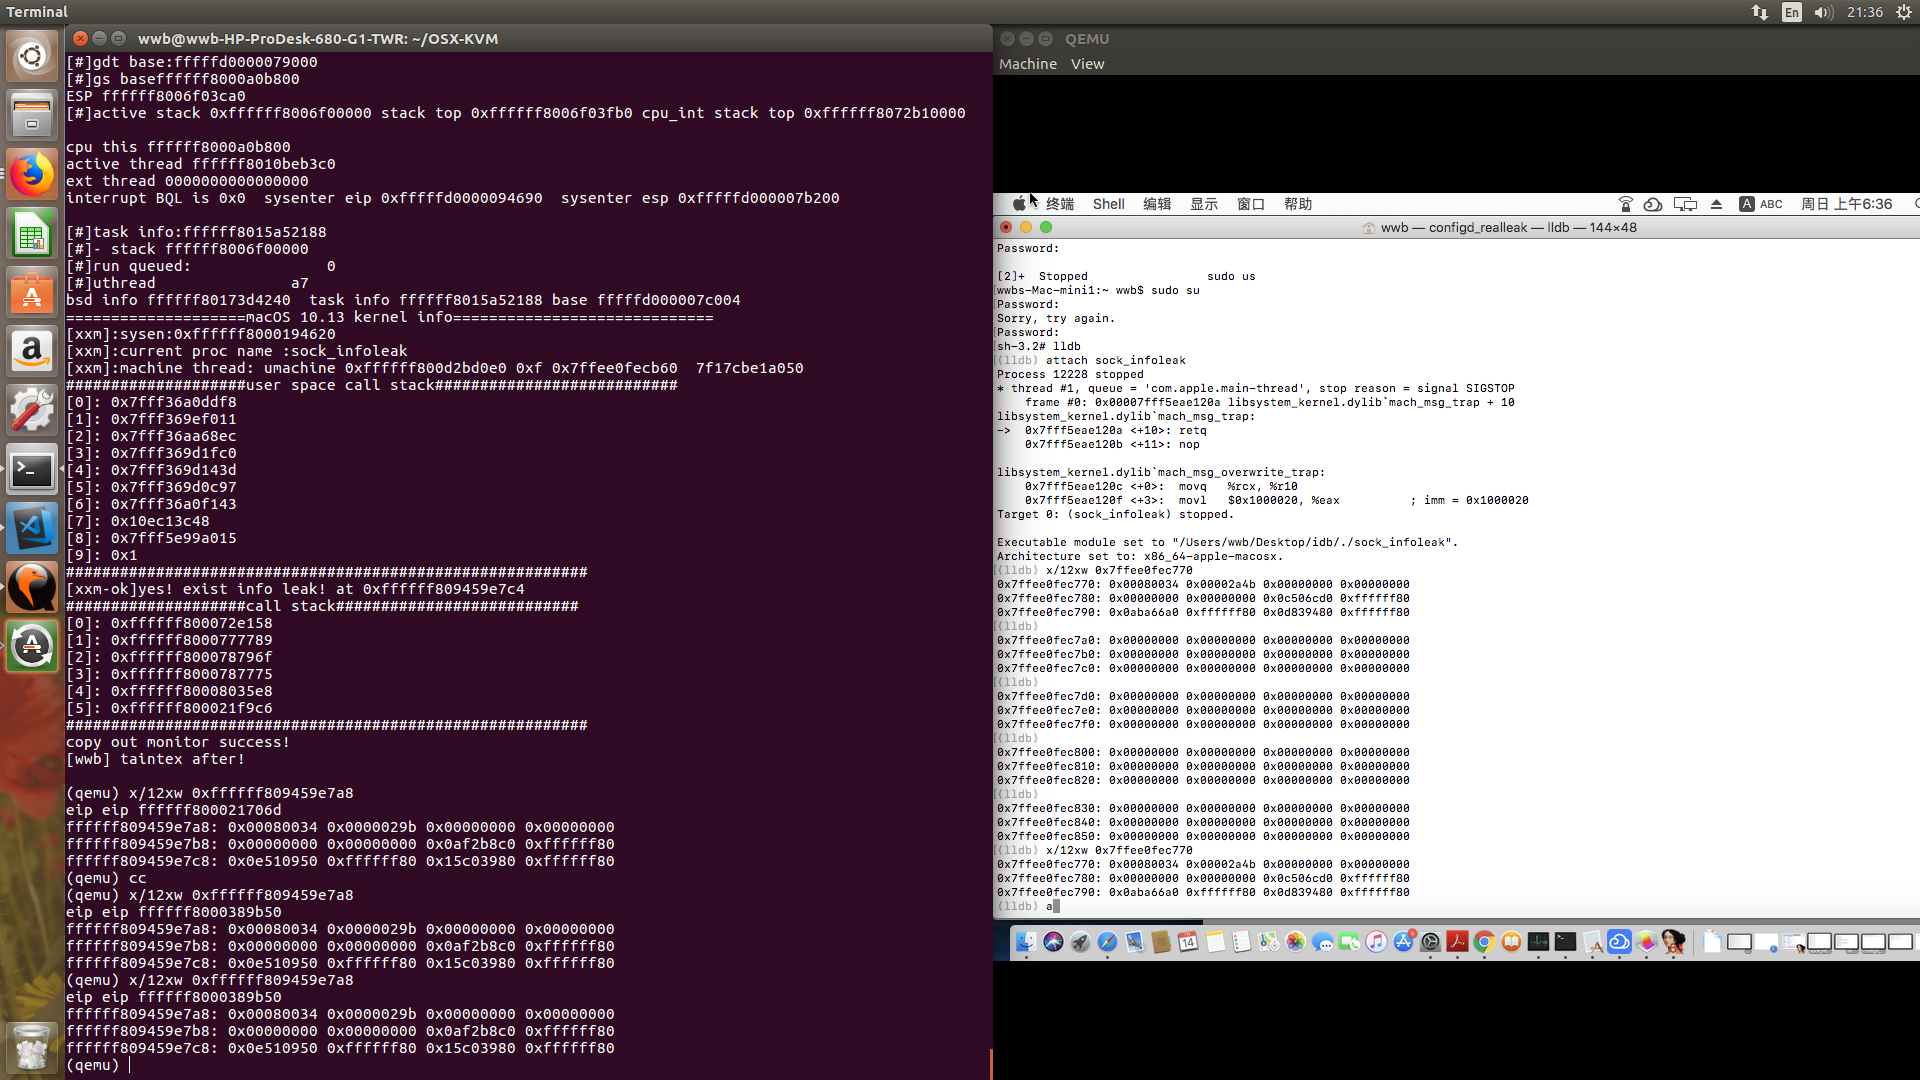 Terminal
En
21:36
wwb@wwb-HP-ProDesk-680-G1-TWR: ~/OSX-KVM
[#]gdt base:fffffd0000079000
[#]gs baseffffff8000a0b800
ESP ffffff8006f03ca0
[#]active stack 0xffffff8006f00000 stack top 0xffffff8006f03fb0 cpu_int stack top 0xffffff8072b10000
cpu this ffffff8000a0b800
active thread ffffff8010beb3c0
ext thread 0000000000000000
interrupt BQL is 0x0  sysenter eip 0xfffffd0000094690  sysenter esp 0xfffffd000007b200
[#]task info:ffffff8015a52188
[#]- stack ffffff8006f00000
[#]run queued:               0
[#]uthread               a7
bsd info ffffff80173d4240  task info ffffff8015a52188 base fffffd000007c004
====================macOS 10.13 kernel info=============================
[xxm]:sysen:0xffffff8000194620
[xxm]:current proc name :sock_infoleak
[xxm]:machine thread: umachine 0xffffff800d2bd0e0 0xf 0x7ffee0fecb60  7f17cbe1a050
####################user space call stack###########################
[0]: 0x7fff36a0ddf8
[1]: 0x7fff369ef011
[2]: 0x7fff36aa68ec
[3]: 0x7fff369d1fc0
[4]: 0x7fff369d143d
[5]: 0x7fff369d0c97
[6]: 0x7fff36a0f143
[7]: 0x10ec13c48
[8]: 0x7fff5e99a015
[9]: 0x1
##########################################################
[xxm-ok]yes! exist info leak! at 0xffffff809459e7c4
####################call stack###########################
[0]: 0xffffff800072e158
[1]: 0xffffff8000777789
[2]: 0xffffff800078796f
[3]: 0xffffff8000787775
[4]: 0xffffff80008035e8
[5]: 0xffffff800021f9c6
##########################################################
copy out monitor success!
[wwb] taintex after!
(qemu) x/12xw 0xffffff809459e7a8
eip eip ffffff800021706d
ffffff809459e7a8: 0x00080034 0x0000029b 0x00000000 0x00000000
ffffff809459e7b8: 0x00000000 0x00000000 0x0af2b8c0 0xffffff80
ffffff809459e7c8: 0x0e510950 0xffffff80 0x15c03980 0xffffff80
(qemu) cc
(qemu) x/12xw 0xffffff809459e7a8
eip eip ffffff8000389b50
ffffff809459e7a8: 0x00080034 0x0000029b 0x00000000 0x00000000
ffffff809459e7b8: 0x00000000 0x00000000 0x0af2b8c0 0xffffff80
ffffff809459e7c8: 0x0e510950 0xffffff80 0x15c03980 0xffffff80
(qemu) x/12xw 0xffffff809459e7a8
eip eip ffffff8000389b50
ffffff809459e7a8: 0x00080034 0x0000029b 0x00000000 0x00000000
ffffff809459e7b8: 0x00000000 0x00000000 0x0af2b8c0 0xffffff80
ffffff809459e7c8: 0x0e510950 0xffffff80 0x15c03980 0xffffff80
(qemu)
QEMU
Machine View
终端 Shell 编辑 显示 窗口 帮助 A ABC 周日 上午6:36
wwb — configd_realleak — lldb — 144×48
Password:
[2]+  Stopped                 sudo us
wwbs-Mac-mini1:~ wwb$ sudo su
Password:
Sorry, try again.
Password:
sh-3.2# lldb
(lldb) attach sock_infoleak
Process 12228 stopped
* thread #1, queue = 'com.apple.main-thread', stop reason = signal SIGSTOP
    frame #0: 0x00007fff5eae120a libsystem_kernel.dylib`mach_msg_trap + 10
libsystem_kernel.dylib`mach_msg_trap:
->  0x7fff5eae120a <+10>: retq
    0x7fff5eae120b <+11>: nop
libsystem_kernel.dylib`mach_msg_overwrite_trap:
    0x7fff5eae120c <+0>:  movq   %rcx, %r10
    0x7fff5eae120f <+3>:  movl   $0x1000020, %eax          ; imm = 0x1000020
Target 0: (sock_infoleak) stopped.
Executable module set to "/Users/wwb/Desktop/idb/./sock_infoleak".
Architecture set to: x86_64-apple-macosx.
(lldb) x/12xw 0x7ffee0fec770
0x7ffee0fec770: 0x00080034 0x00002a4b 0x00000000 0x00000000
0x7ffee0fec780: 0x00000000 0x00000000 0x0c506cd0 0xffffff80
0x7ffee0fec790: 0x0aba66a0 0xffffff80 0x0d839480 0xffffff80
(lldb)
0x7ffee0fec7a0: 0x00000000 0x00000000 0x00000000 0x00000000
0x7ffee0fec7b0: 0x00000000 0x00000000 0x00000000 0x00000000
0x7ffee0fec7c0: 0x00000000 0x00000000 0x00000000 0x00000000
(lldb)
0x7ffee0fec7d0: 0x00000000 0x00000000 0x00000000 0x00000000
0x7ffee0fec7e0: 0x00000000 0x00000000 0x00000000 0x00000000
0x7ffee0fec7f0: 0x00000000 0x00000000 0x00000000 0x00000000
(lldb)
0x7ffee0fec800: 0x00000000 0x00000000 0x00000000 0x00000000
0x7ffee0fec810: 0x00000000 0x00000000 0x00000000 0x00000000
0x7ffee0fec820: 0x00000000 0x00000000 0x00000000 0x00000000
(lldb)
0x7ffee0fec830: 0x00000000 0x00000000 0x00000000 0x00000000
0x7ffee0fec840: 0x00000000 0x00000000 0x00000000 0x00000000
0x7ffee0fec850: 0x00000000 0x00000000 0x00000000 0x00000000
(lldb) x/12xw 0x7ffee0fec770
0x7ffee0fec770: 0x00080034 0x00002a4b 0x00000000 0x00000000
0x7ffee0fec780: 0x00000000 0x00000000 0x0c506cd0 0xffffff80
0x7ffee0fec790: 0x0aba66a0 0xffffff80 0x0d839480 0xffffff80
(lldb) a
14